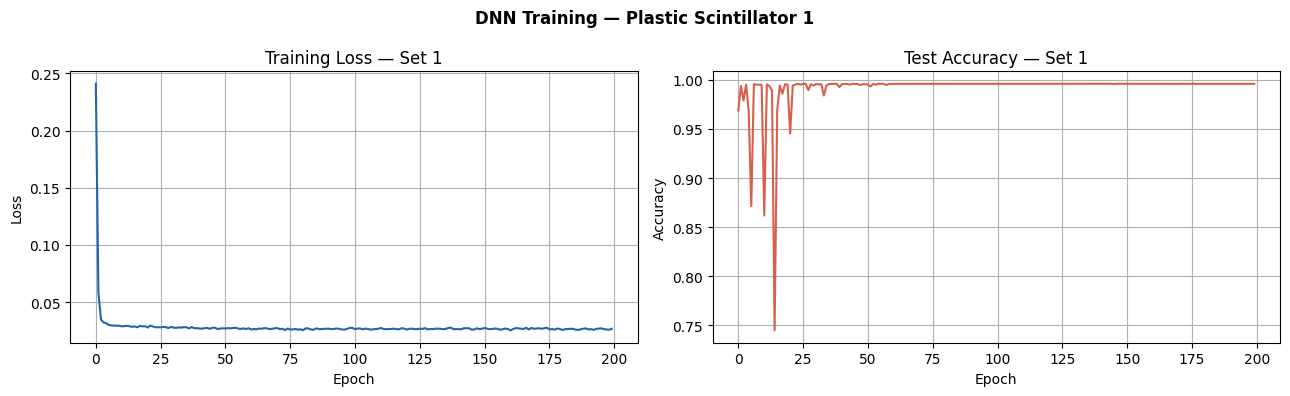 DNN Training — Plastic Scintillator 1
Training Loss — Set 1
0.25
0.20
0.15
0.10
0.05
Loss
0 25 50 75 100 125 150 175 200
Epoch
Test Accuracy — Set 1
1.00
0.95
0.90
0.85
0.80
0.75
Accuracy
0 25 50 75 100 125 150 175 200
Epoch